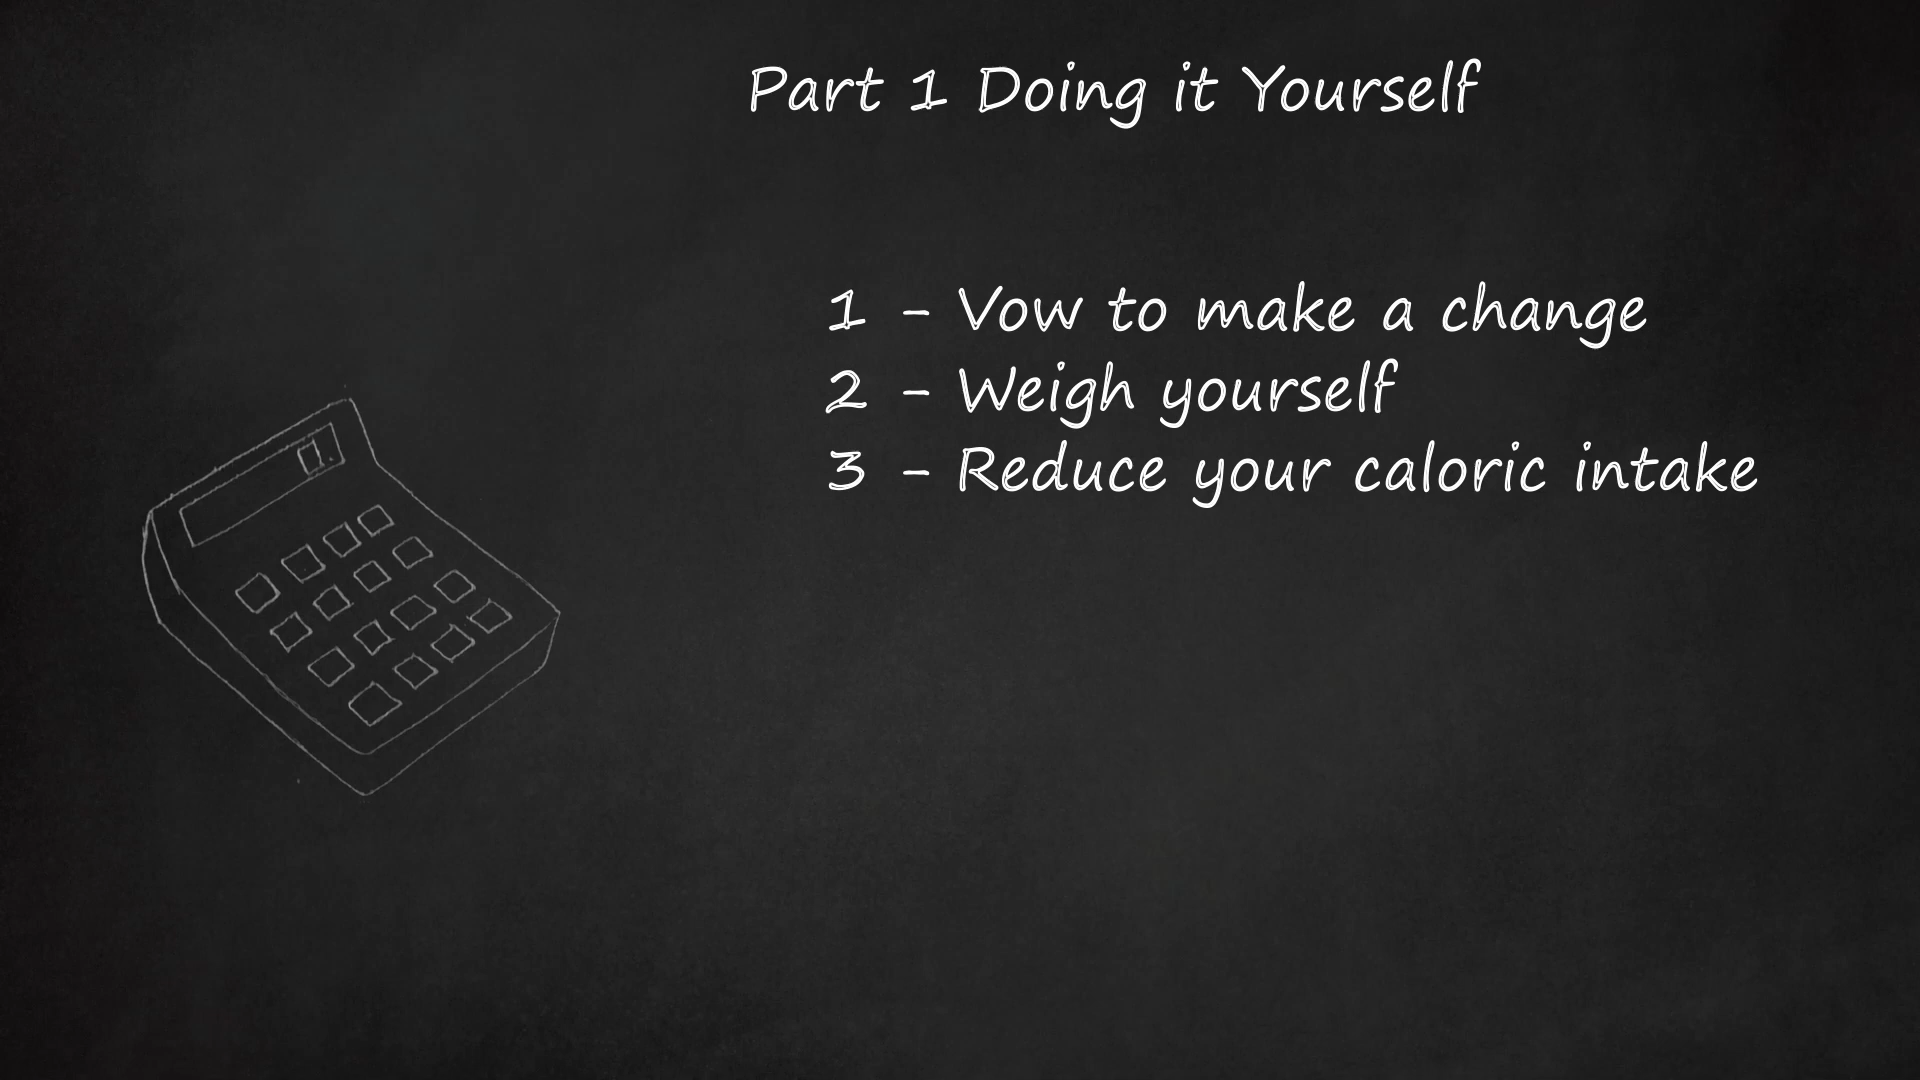 Part 1 Doing it Yourself
1 - Vow to make a change
2 - Weigh yourself
3 - Reduce your caloric intake